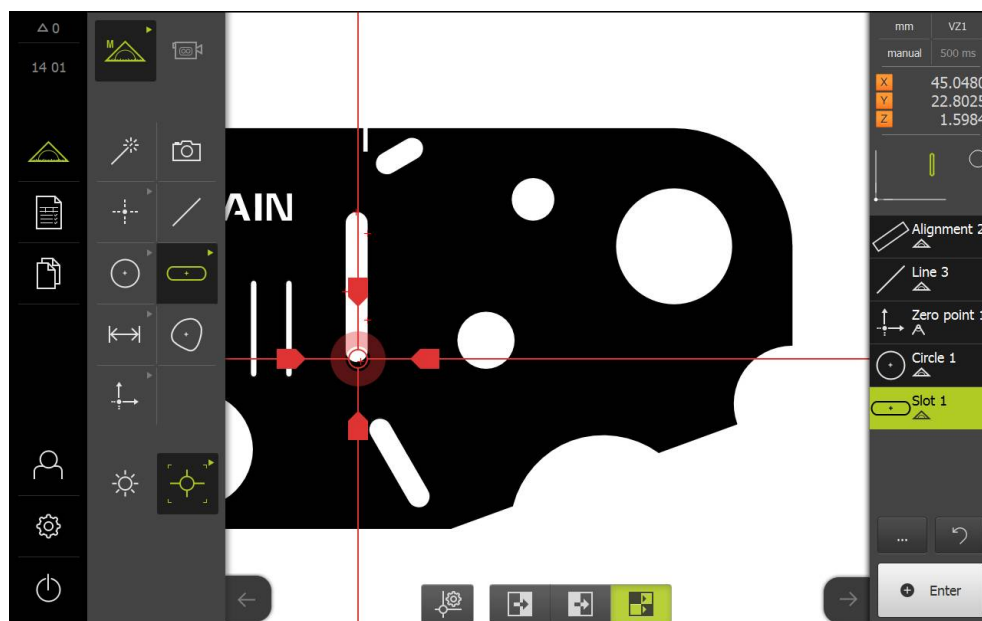 0
14 01
M
AIN
mm VZ1
manual 500 ms
X 45.0480
Y 22.8025
Z 1.5984
Alignment 2
Line 3
Zero point 1
Circle 1
Slot 1
...
Enter